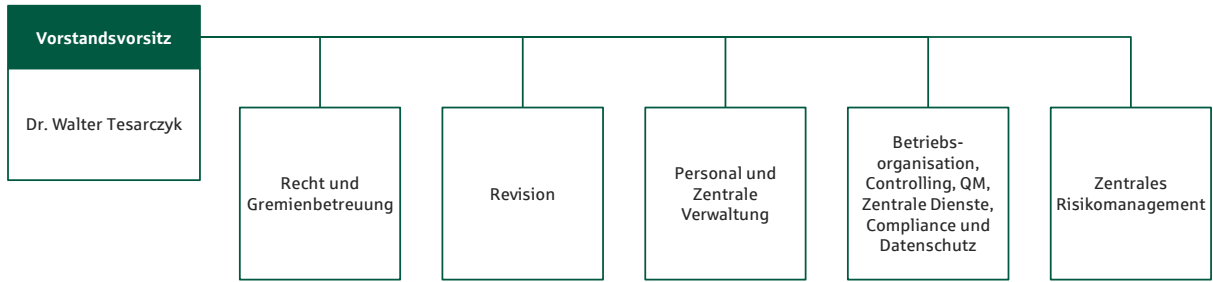 Vorstandsvorsitz
Dr. Walter Tesarczyk
Recht und
Gremienbetreuung
Revision
Personal und
Zentrale
Verwaltung
Betriebs-
organisation,
Controlling, QM,
Zentrale Dienste,
Compliance und
Datenschutz
Zentrales
Risikomanagement